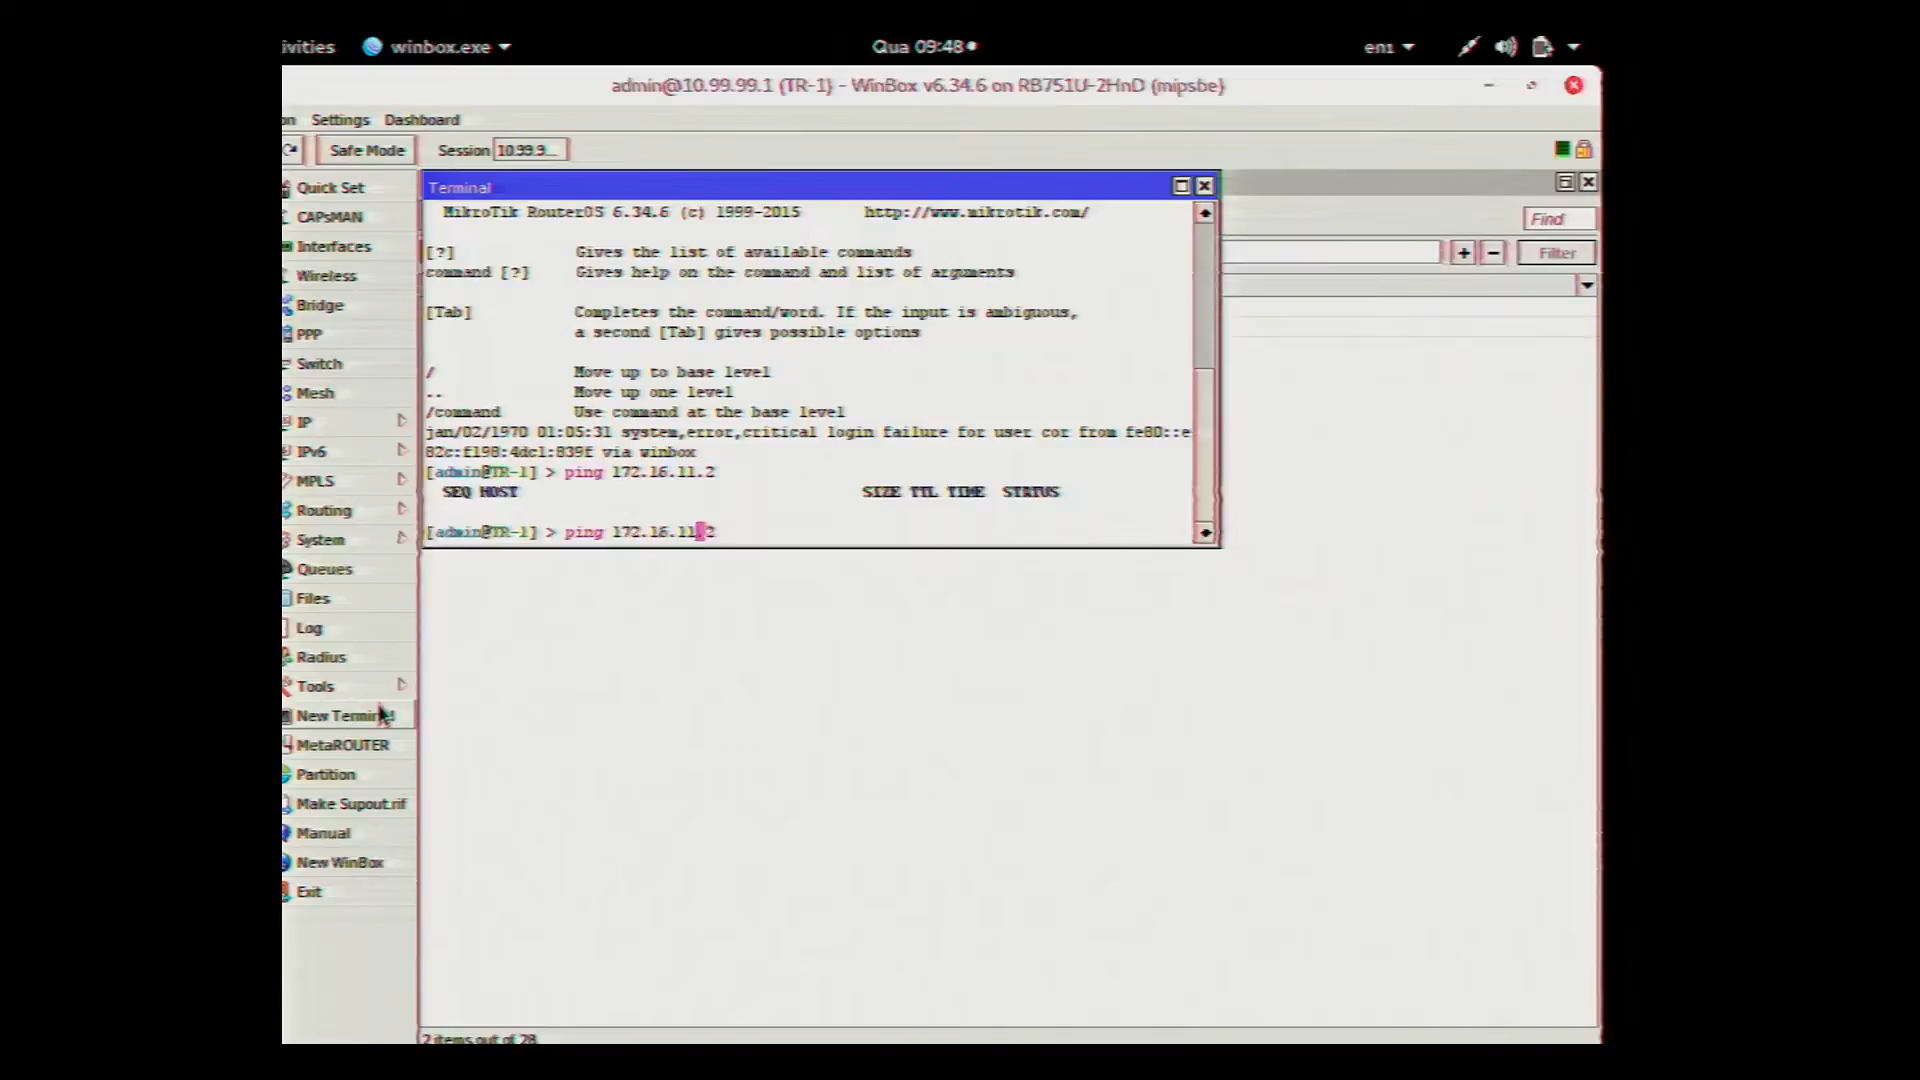 ivities winbox.exe Qua 09:48 en1
admin@10.99.99.1 (TR-1) - WinBox v6.34.6 on RB751U-2HnD (mipsbe)
on Settings Dashboard
Safe Mode Session 10.99.9...
Quick Set
CAPsMAN
Interfaces
Wireless
Bridge
PPP
Switch
Mesh
IP
IPv6
MPLS
Routing
System
Queues
Files
Log
Radius
Tools
New Terminal
MetaROUTER
Partition
Make Supout.rif
Manual
New WinBox
Exit
Terminal
MikroTik RouterOS 6.34.6 (c) 1999-2015 http://www.mikrotik.com/
[?] Gives the list of available commands
command [?] Gives help on the command and list of arguments
[Tab] Completes the command/word. If the input is ambiguous,
a second [Tab] gives possible options
/ Move up to base level
.. Move up one level
/command Use command at the base level
jan/02/1970 01:05:31 system,error,critical login failure for user cor from fe80::e
82c:f198:4dc1:839f via winbox
[admin@TR-1] > ping 172.16.11.2
SEQ HOST SIZE TTL TIME STATUS
[admin@TR-1] > ping 172.16.11.2
Find
Filter
2 items out of 28